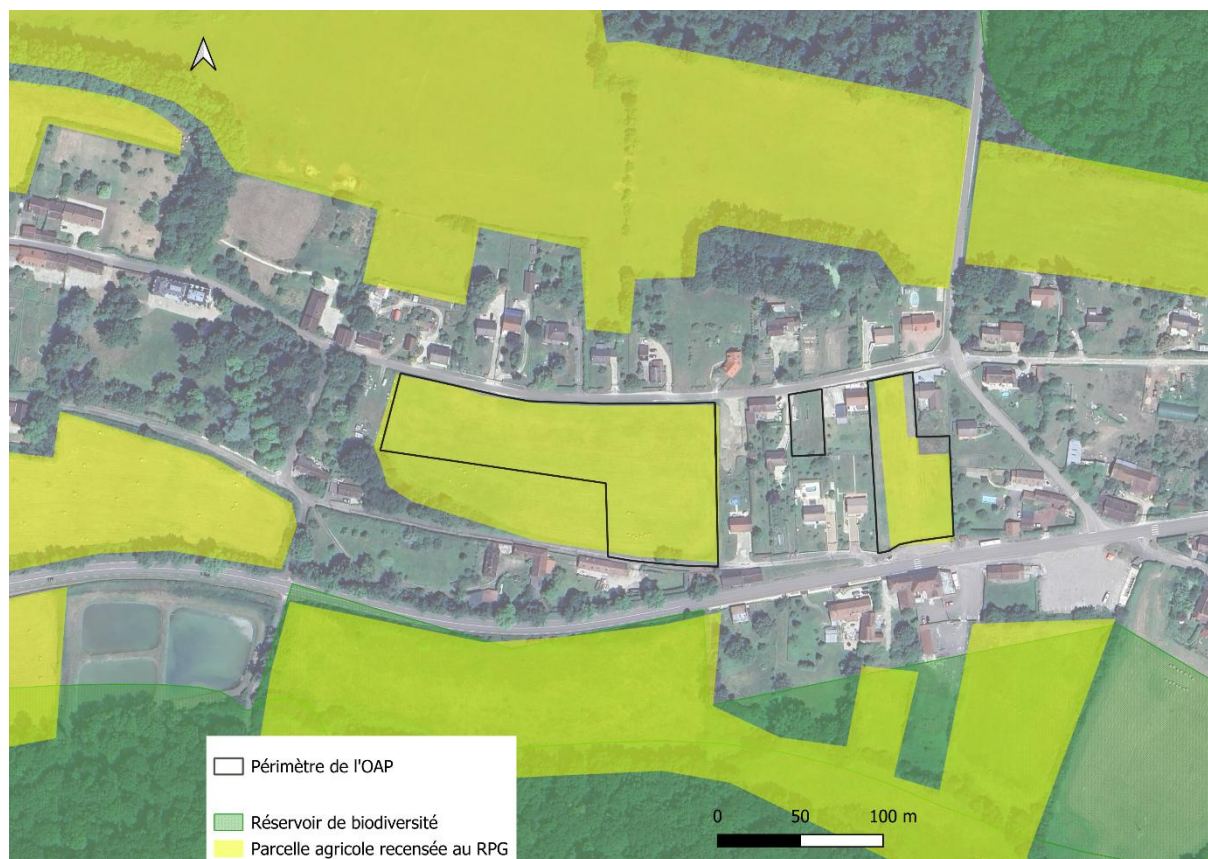 Périmètre de l'OAP
Réservoir de biodiversité
Parcelle agricole recensée au RPG
0 50 100 m